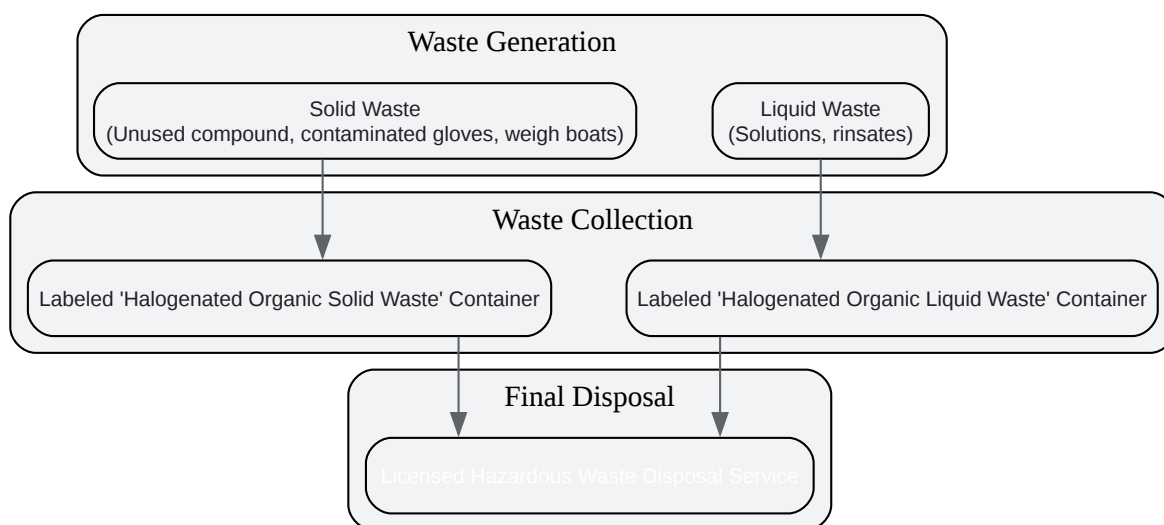 Waste Generation
Solid Waste
(Unused compound, contaminated gloves, weigh boats)
Liquid Waste
(Solutions, rinsates)
Waste Collection
Labeled 'Halogenated Organic Solid Waste' Container
Labeled 'Halogenated Organic Liquid Waste' Container
Final Disposal
Licensed Hazardous Waste Disposal Service